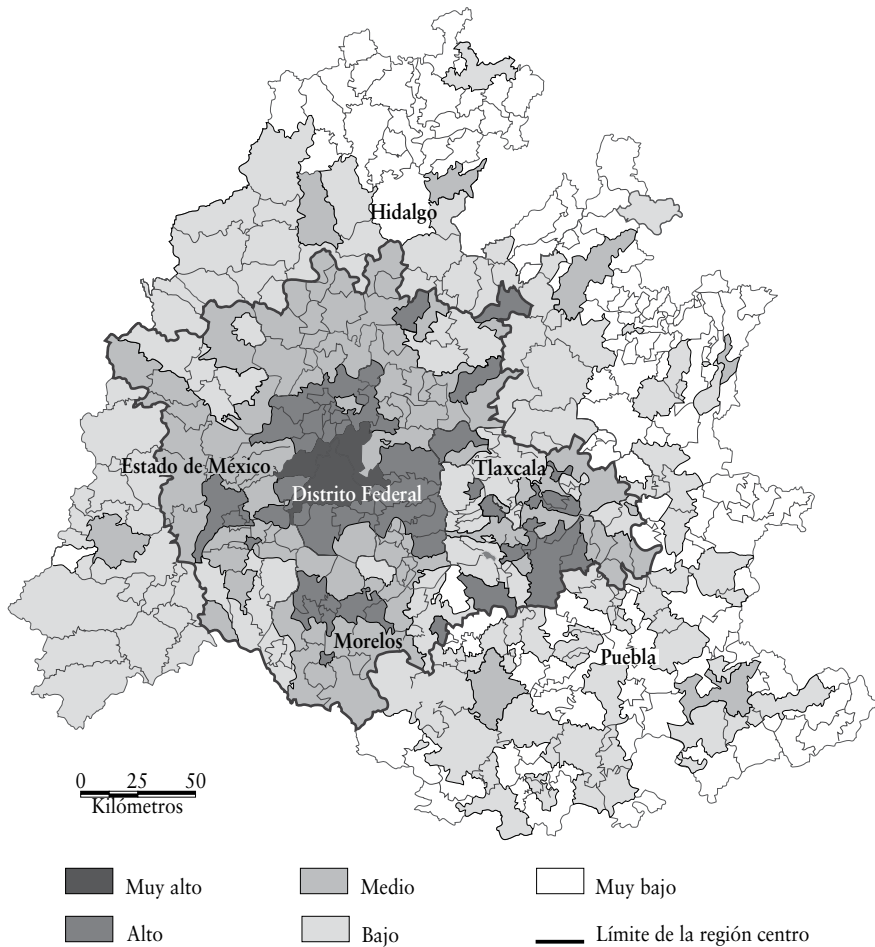 Hidalgo
Estado de México
Tlaxcala
Distrito Federal
Morelos
Puebla
0 25 50
Kilómetros
Muy alto
Medio
Muy bajo
Alto
Bajo
Límite de la región centro